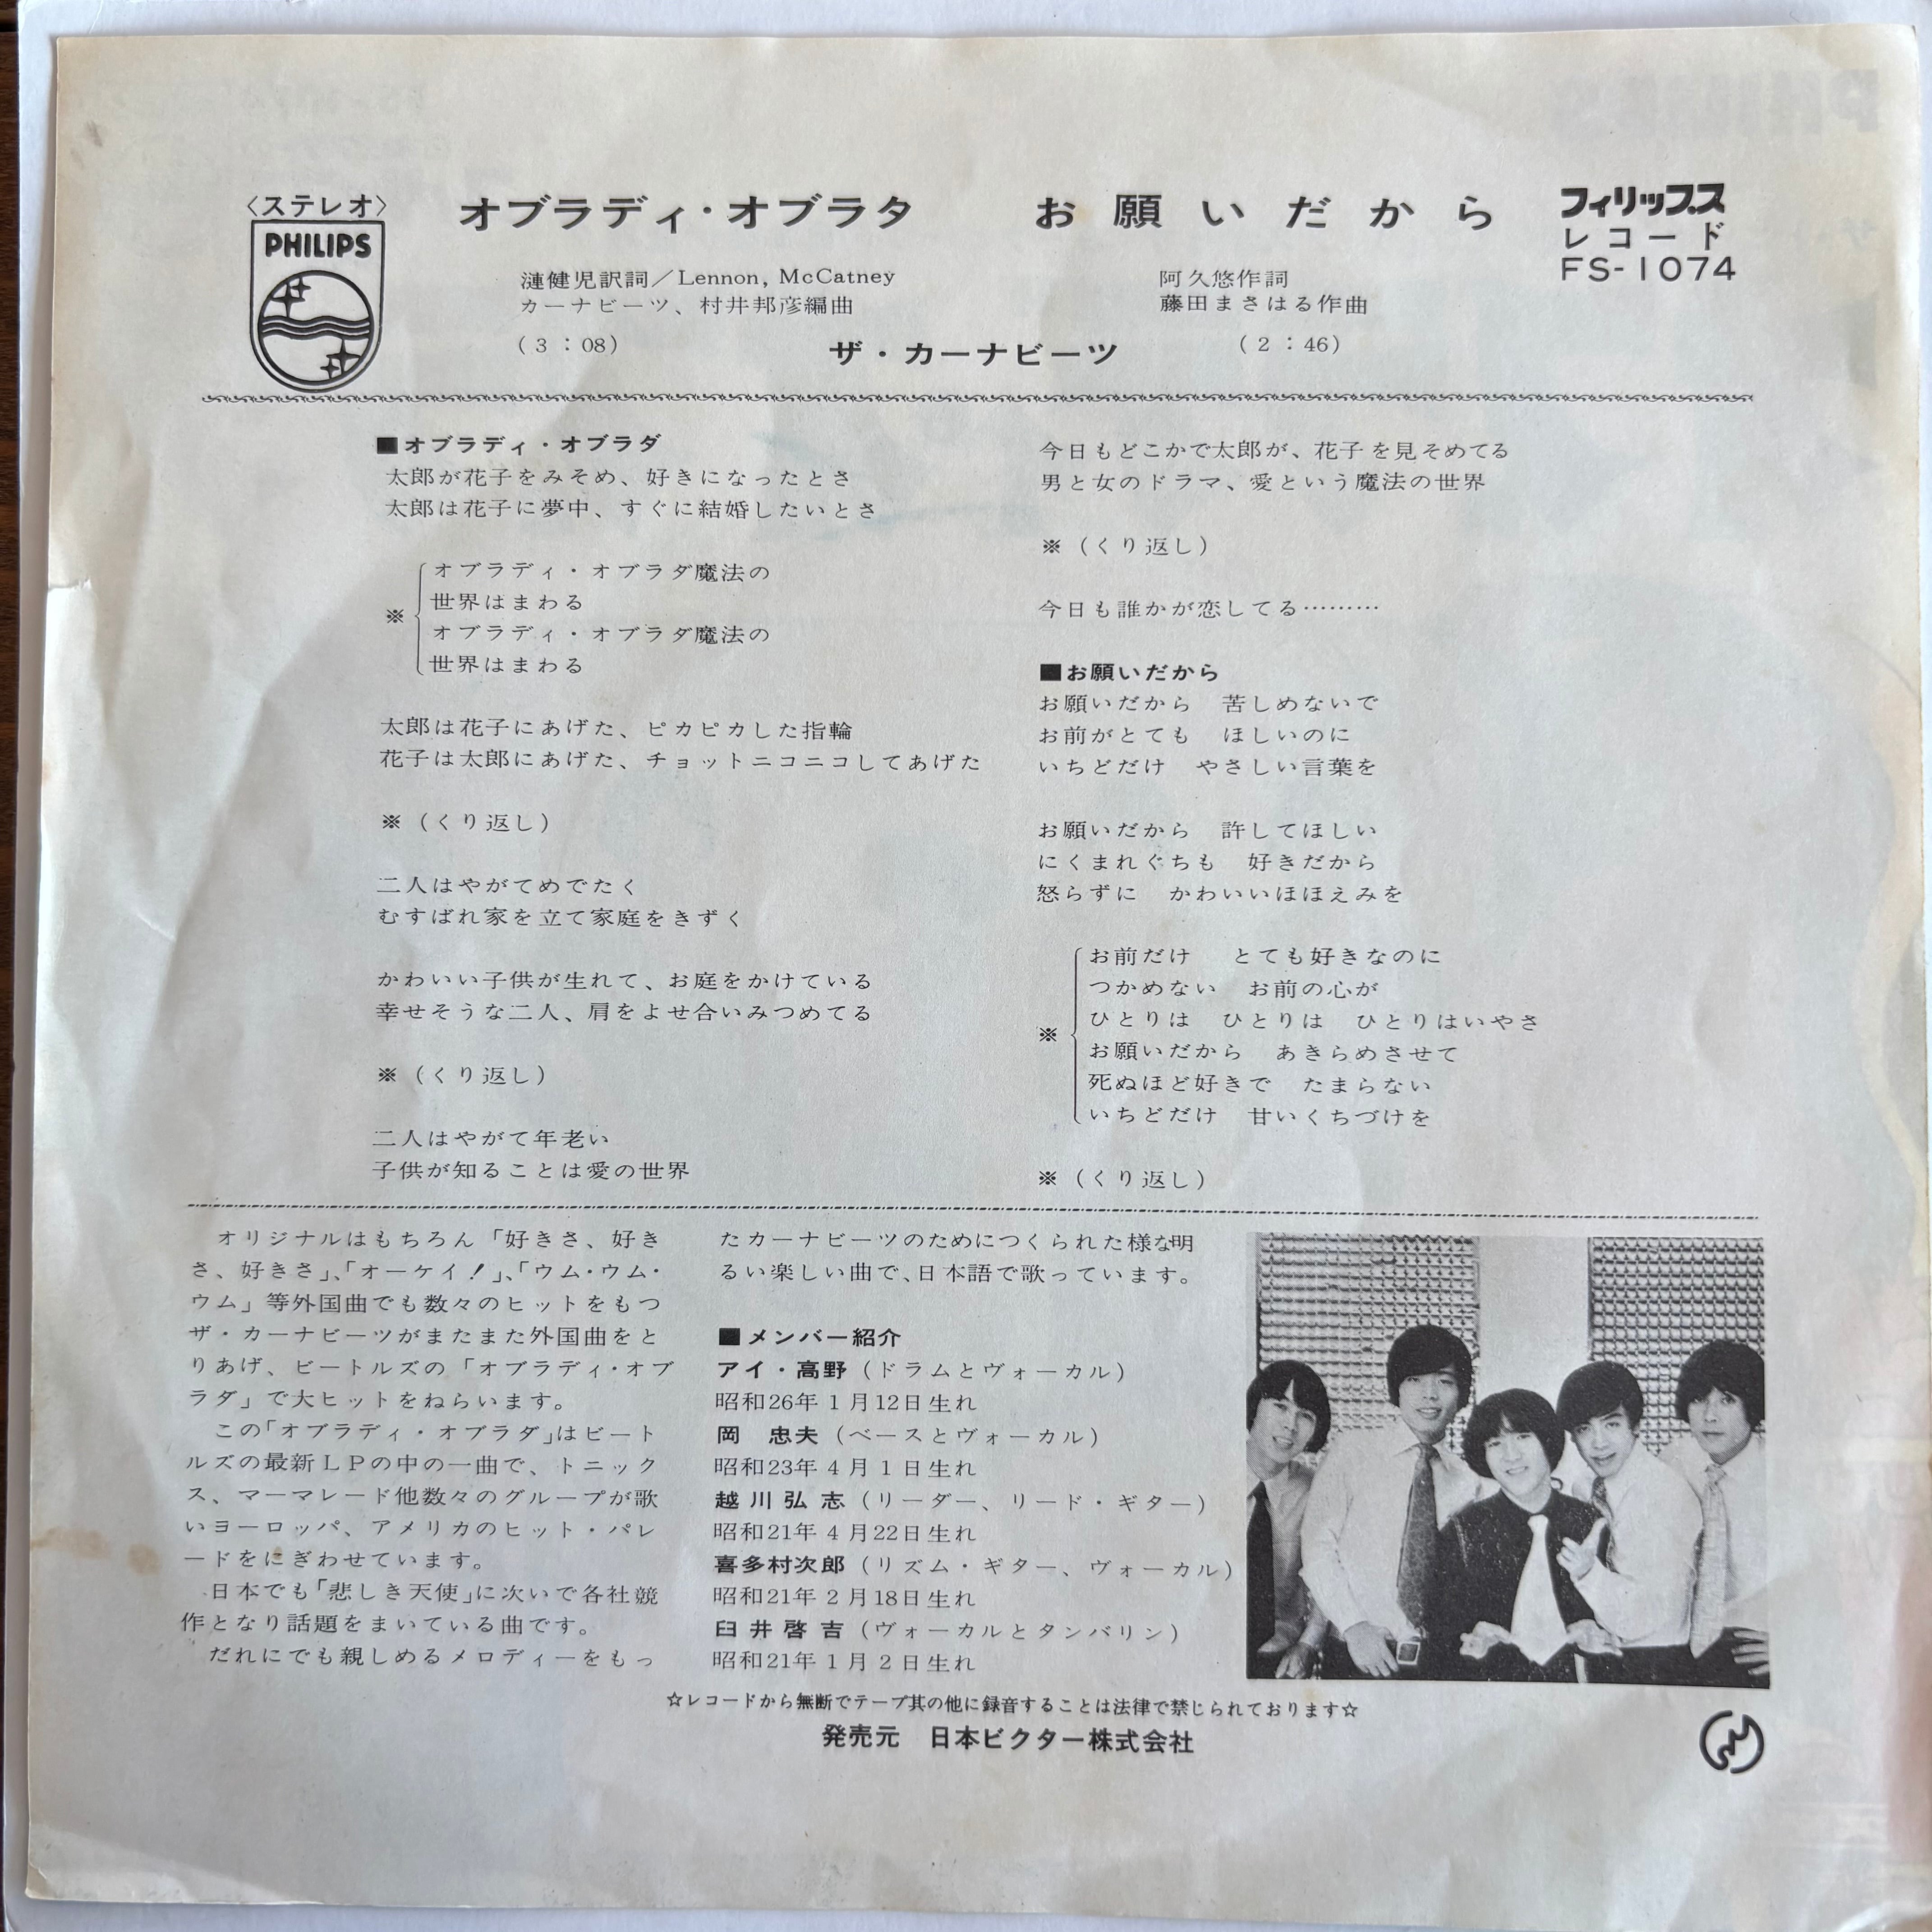 〈ステレオ〉
PHILIPS
オブラディ・オブラタ
漣健児訳詞／Lennon, McCatney
カーナビーツ、村井邦彦編曲
(3：08)
お願いだから
阿久悠作詞
藤田まさはる作曲
(2：46)
フィリップス
レコード
FS-1074
ザ・カーナビーツ
■オブラディ・オブラダ
太郎が花子をみそめ、好きになったとさ
太郎は花子に夢中、すぐに結婚したいとさ
オブラディ・オブラダ魔法の
世界はまわる
※
オブラディ・オブラダ魔法の
世界はまわる
太郎は花子にあげた、ピカピカした指輪
花子は太郎にあげた、チョットニコニコしてあげた
※（くり返し）
二人はやがてめでたく
むすばれ家を立て家庭をきずく
かわいい子供が生れて、お庭をかけている
幸せそうな二人、肩をよせ合いみつめてる
※（くり返し）
二人はやがて年老い
子供が知ることは愛の世界
今日もどこかで太郎が、花子を見そめてる
男と女のドラマ、愛という魔法の世界
※（くり返し）
今日も誰かが恋してる………
■お願いだから
お願いだから　苦しめないで
お前がとても　ほしいのに
いちどだけ　やさしい言葉を
お願いだから　許してほしい
にくまれぐちも　好きだから
怒らずに　かわいいほほえみを
お前だけ　とても好きなのに
つかめない　お前の心が
ひとりは　ひとりは　ひとりはいやさ
※
お願いだから　あきらめさせて
死ぬほど好きで　たまらない
いちどだけ　甘いくちづけを
※（くり返し）
オリジナルはもちろん「好きさ、好き
さ、好きさ」、「オーケイ！」、「ウム・ウム・
ウム」等外国曲でも数々のヒットをもつ
ザ・カーナビーツがまたまた外国曲をと
りあげ、ビートルズの「オブラディ・オブ
ラダ」で大ヒットをねらいます。
この「オブラディ・オブラダ」はビート
ルズの最新LPの中の一曲で、トニック
ス、マーマレード他数々のグループが歌
いヨーロッパ、アメリカのヒット・パレ
ードをにぎわせています。
日本でも「悲しき天使」に次いで各社競
作となり話題をまいている曲です。
だれにでも親しめるメロディーをもっ
たカーナビーツのためにつくられた様な明
るい楽しい曲で、日本語で歌っています。
■メンバー紹介
アイ・高野（ドラムとヴォーカル）
昭和26年1月12日生れ
岡　忠夫（ベースとヴォーカル）
昭和23年4月1日生れ
越川弘志（リーダー、リード・ギター）
昭和21年4月22日生れ
喜多村次郎（リズム・ギター、ヴォーカル）
昭和21年2月18日生れ
臼井啓吉（ヴォーカルとタンバリン）
昭和21年1月2日生れ
☆レコードから無断でテープ其の他に録音することは法律で禁じられております☆
発売元　日本ビクター株式会社